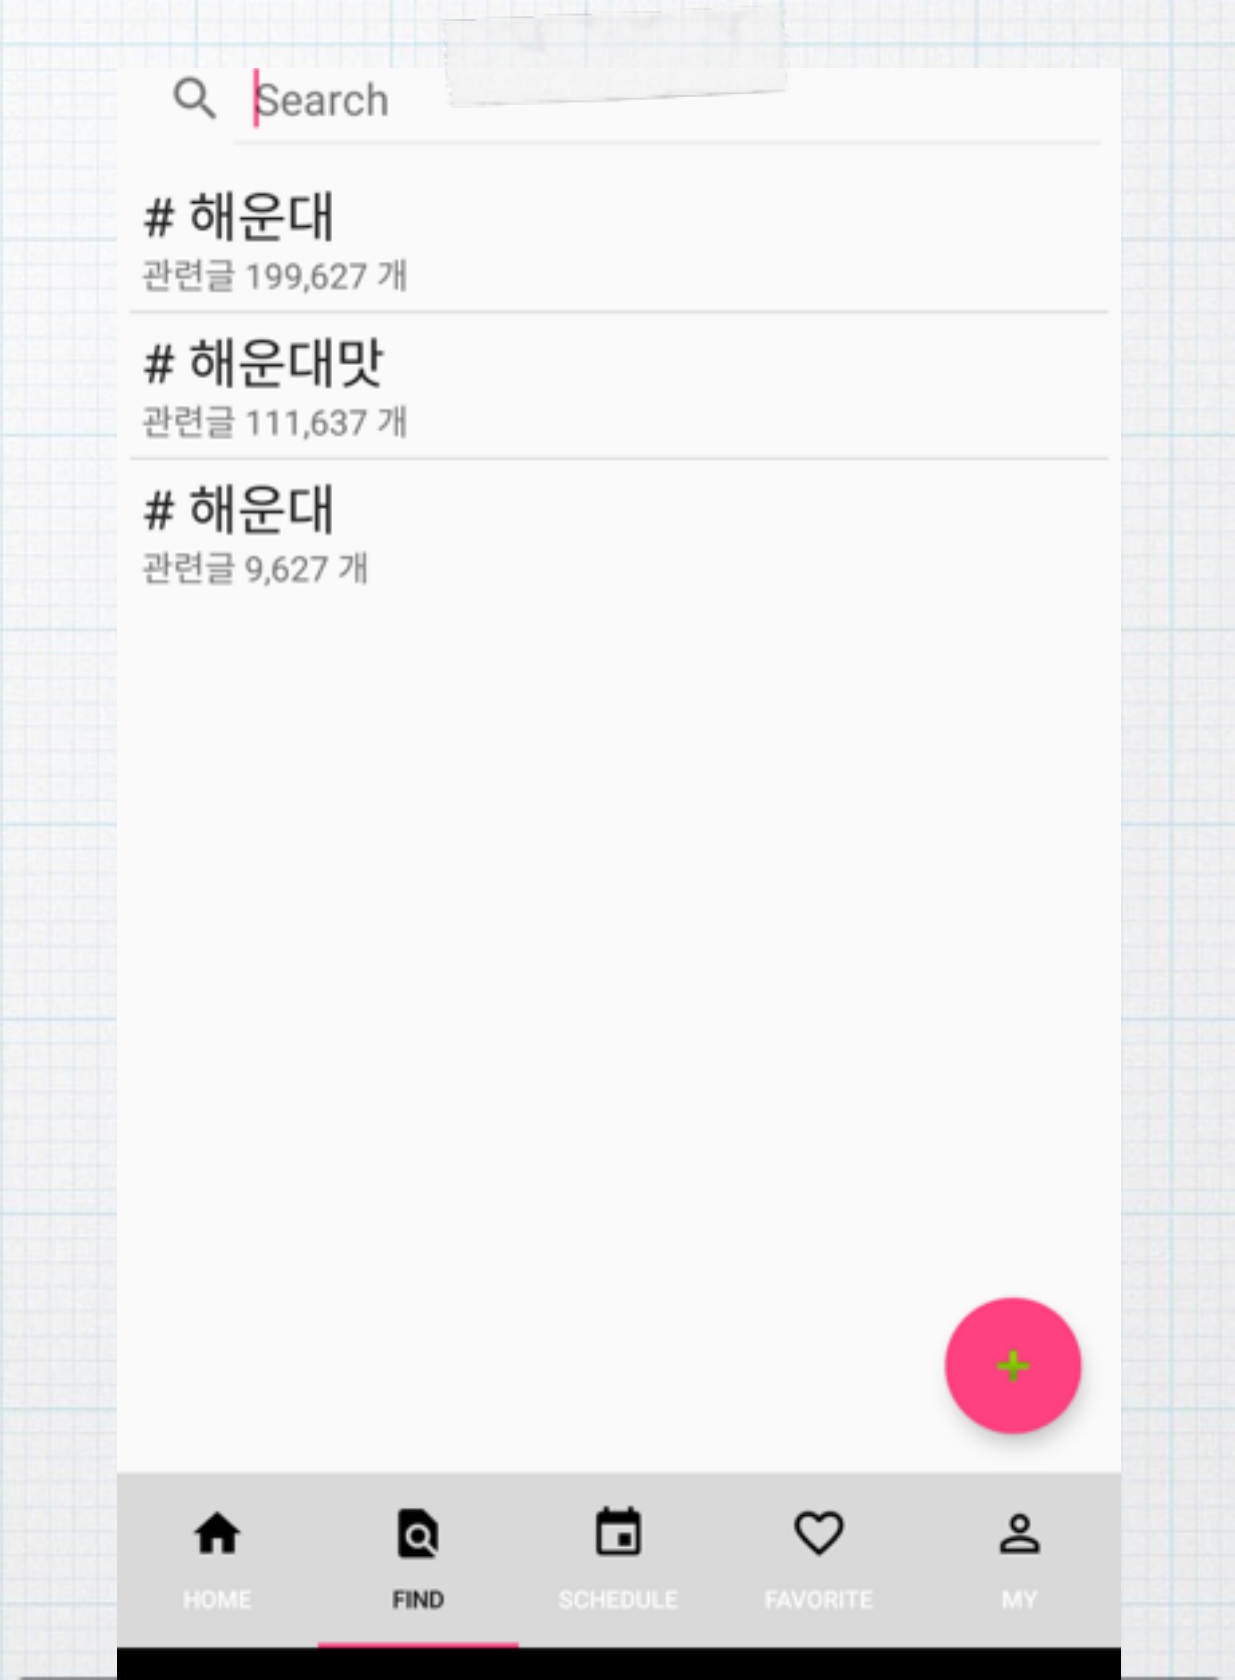 Search
# 해운대
관련글 199,627 개
# 해운대맛
관련글 111,637 개
# 해운대
관련글 9,627 개
HOME FIND SCHEDULE FAVORITE MY